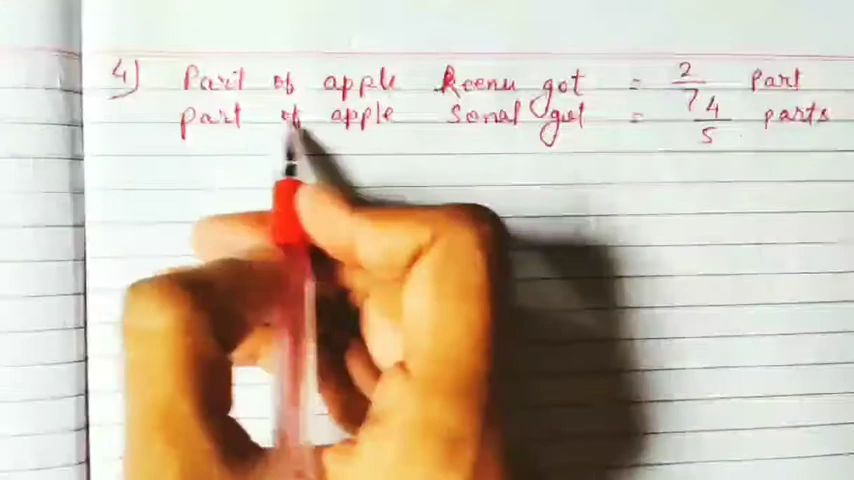 4) Part of apple Reenu got = 2/7 part
part of apple Sonal got = 4/5 parts